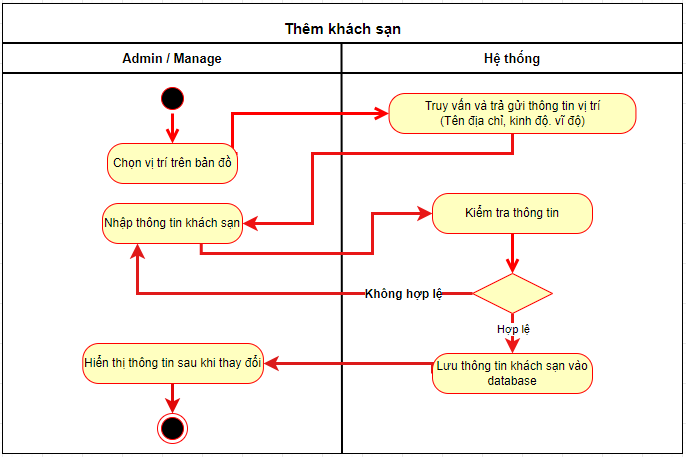 Thêm khách sạn
Admin / Manage
Hệ thống
Truy vấn và trả gửi thông tin vị trí
(Tên địa chỉ, kinh độ. vĩ độ)
Chọn vị trí trên bản đồ
Nhập thông tin khách sạn
Kiểm tra thông tin
Không hợp lệ
Hợp lệ
Hiển thị thông tin sau khi thay đổi
Lưu thông tin khách sạn vào
database